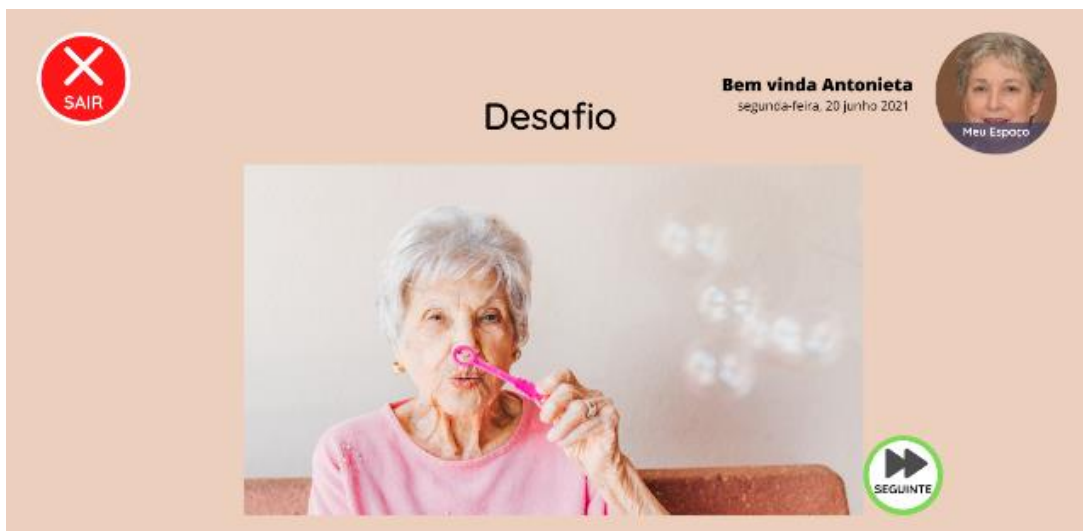 SAIR
Desafio
Bem vinda Antonieta
segunda-feira, 20 junho 2021
Meu Espaço
SEGUINTE